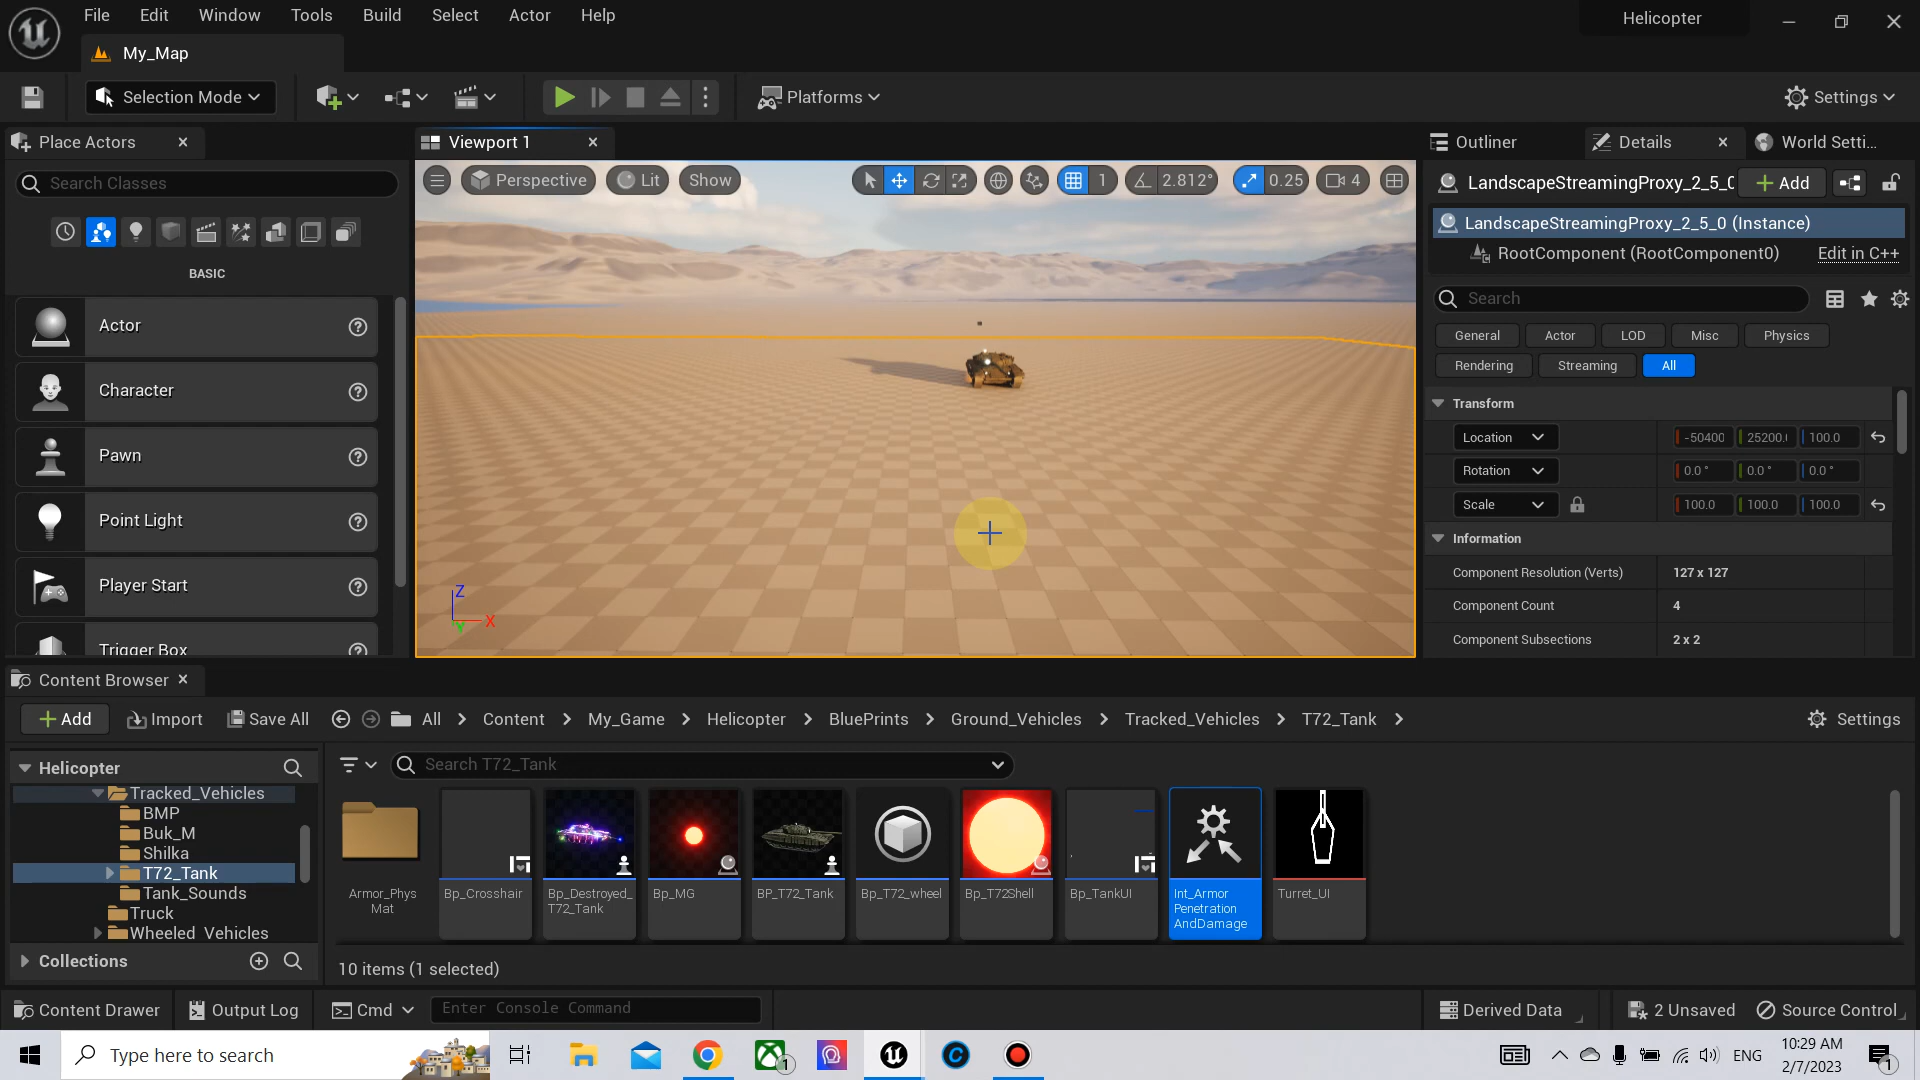 File Edit Window Tools Build Select Actor Help
Helicopter
My_Map
Selection Mode
Platforms
Settings
Place Actors
Search Classes
BASIC
Actor
Character
Pawn
Point Light
Player Start
Trigger Box
Viewport 1
Perspective Lit Show
1 2.812° 0.25 4
Z
X
Y
Outliner Details World Setti...
LandscapeStreamingProxy_2_5_0 Add
LandscapeStreamingProxy_2_5_0 (Instance)
RootComponent (RootComponent0) Edit in C++
Search
General Actor LOD Misc Physics
Rendering Streaming All
Transform
Location -50400 25200.0 100.0
Rotation 0.0 ° 0.0 ° 0.0 °
Scale 100.0 100.0 100.0
Information
Component Resolution (Verts) 127 x 127
Component Count 4
Component Subsections 2 x 2
Content Browser
Add Import Save All All Content My_Game Helicopter BluePrints Ground_Vehicles Tracked_Vehicles T72_Tank Settings
Helicopter
Search T72_Tank
Tracked_Vehicles
BMP
Buk_M
Shilka
T72_Tank
Tank_Sounds
Truck
Wheeled_Vehicles
Collections
Armor_Phys
Mat
Bp_Crosshair
Bp_Destroyed_
T72_Tank
Bp_MG
BP_T72_Tank
Bp_T72_wheel
Bp_T72Shell
Bp_TankUI
Int_Armor
Penetration
AndDamage
Turret_UI
10 items (1 selected)
Content Drawer Output Log Cmd Enter Console Command Derived Data 2 Unsaved Source Control
Type here to search
1
ENG
10:29 AM
2/7/2023
1